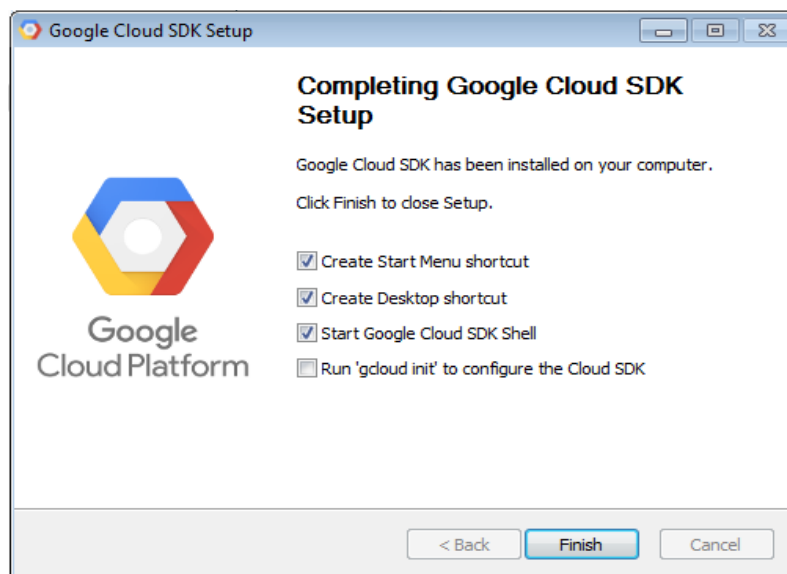 Google Cloud SDK Setup
Completing Google Cloud SDK
Setup
Google Cloud SDK has been installed on your computer.
Click Finish to close Setup.
Create Start Menu shortcut
Create Desktop shortcut
Start Google Cloud SDK Shell
Run 'gcloud init' to configure the Cloud SDK
Google
Cloud Platform
< Back
Finish
Cancel